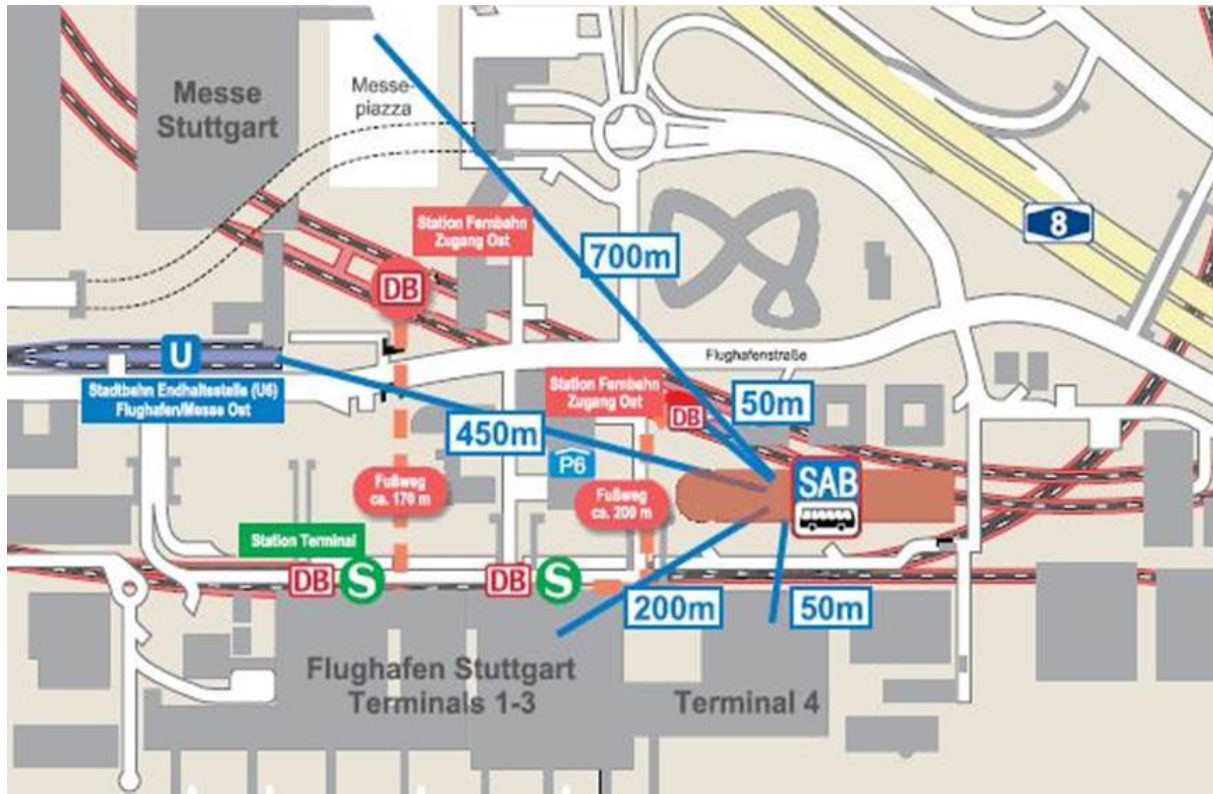 Messe
Stuttgart
Messe-
piazza
Station Fernbahn
Zugang Ost
DB
700m
8
U
Stadtbahn Endhaltestelle (U6)
Flughafen/Messe Ost
Flughafenstraße
Station Fernbahn
Zugang Ost
DB
50m
450m
P6
SAB
Fußweg
ca. 170 m
Fußweg
ca. 200 m
Station Terminal
DB S
DB S
200m
50m
Flughafen Stuttgart
Terminals 1-3
Terminal 4